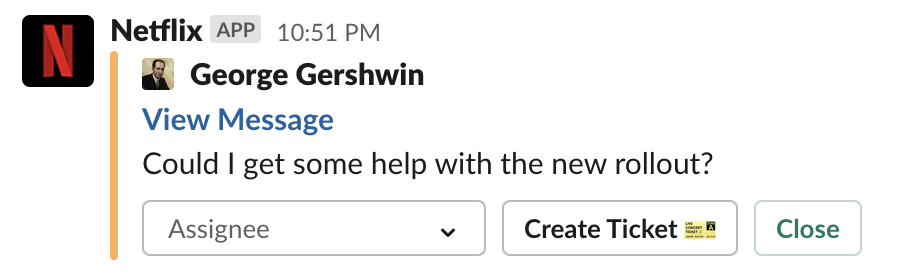 Netflix APP 10:51 PM
George Gershwin
View Message
Could I get some help with the new rollout?
Assignee Create Ticket Close